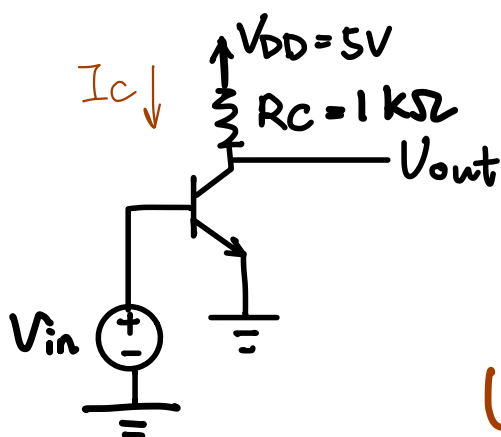 VDD = 5V
Ic ↓
RC = 1 kΩ
Vout
+
Vin
−